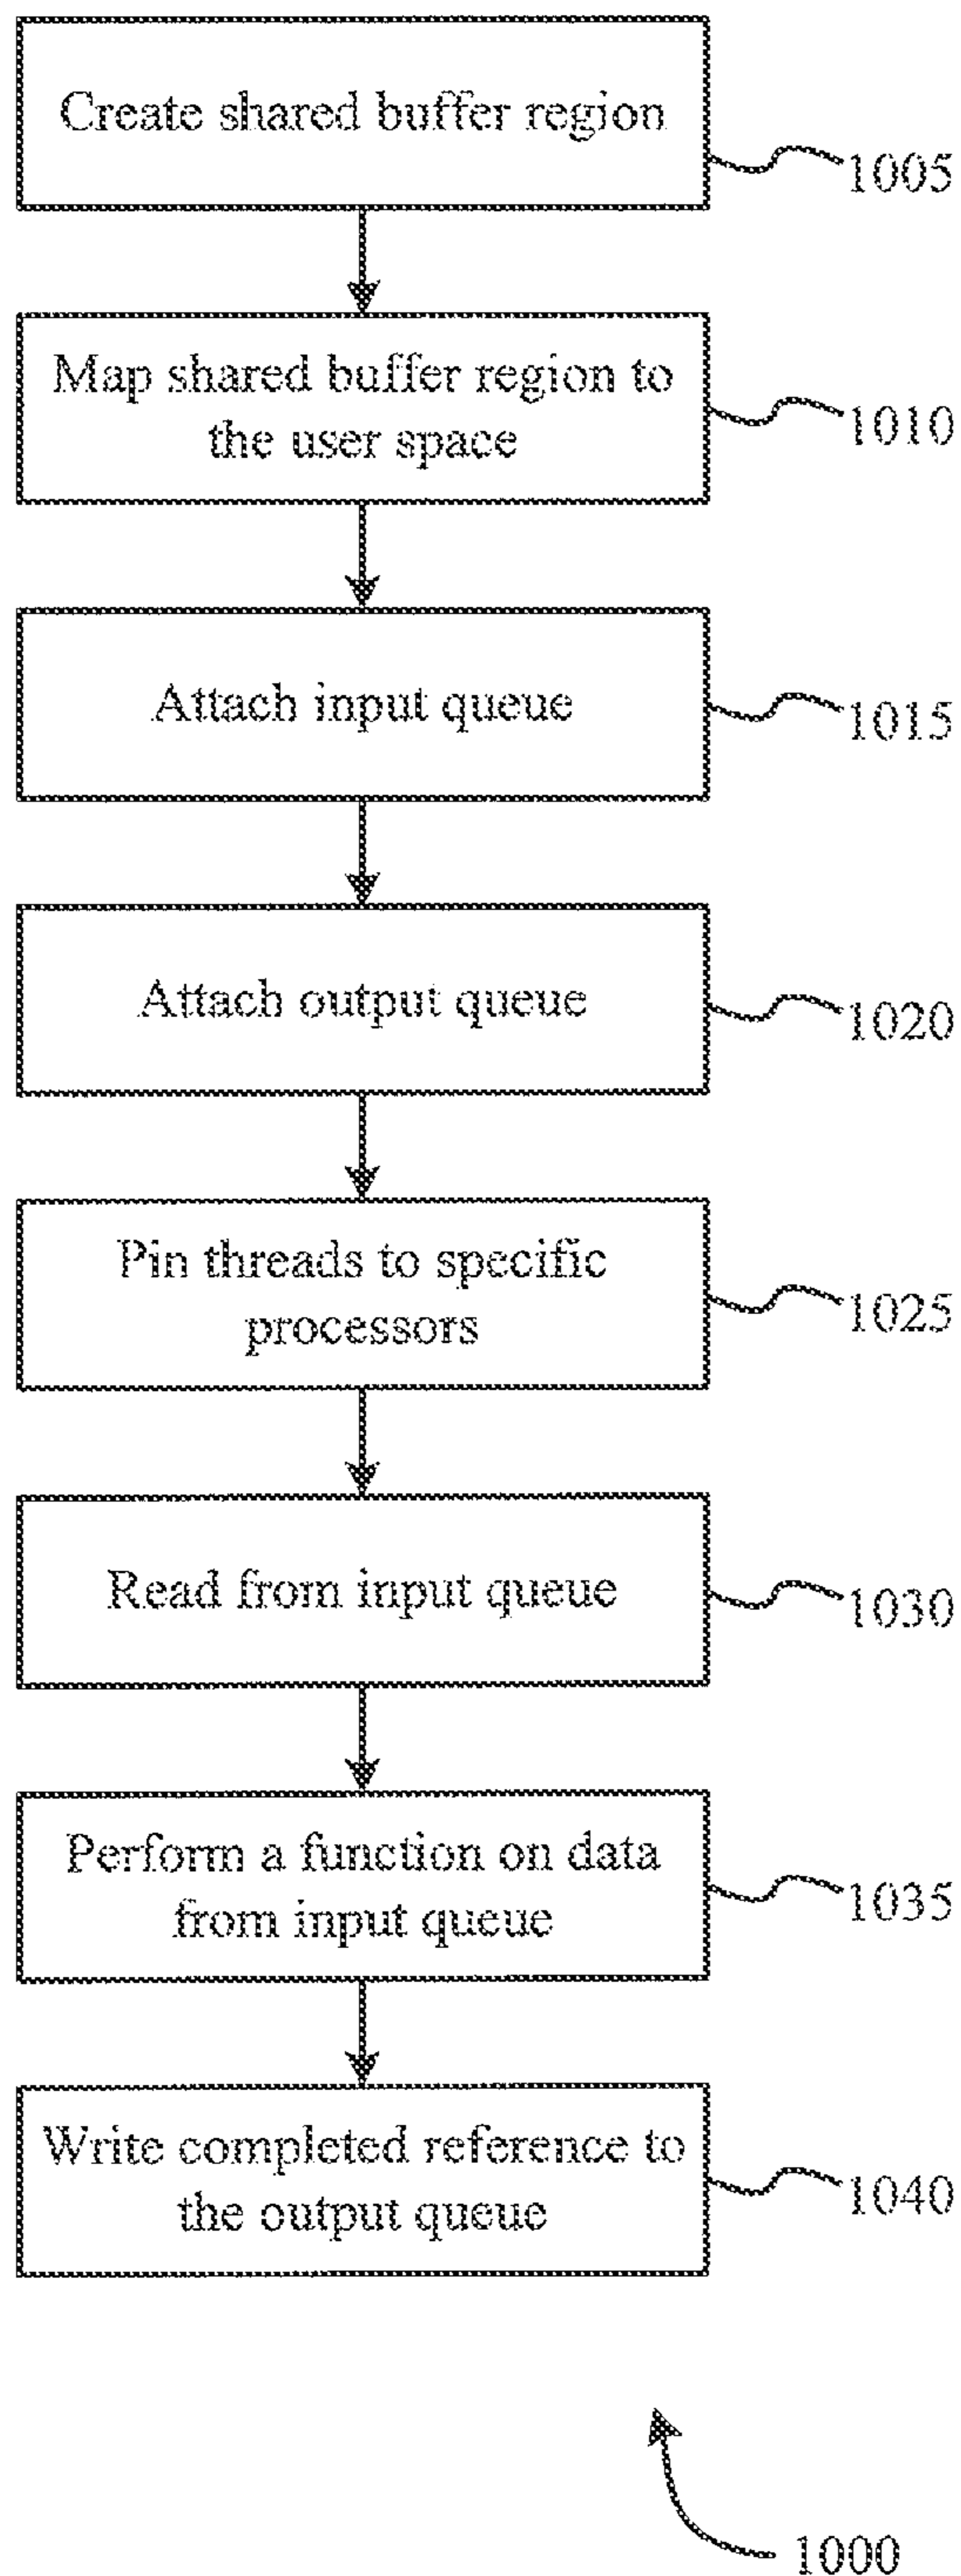 Create shared buffer region
1005
Map shared buffer region to
the user space
1010
Attach input queue
1015
Attach output queue
1020
Pin threads to specific
processors
1025
Read from input queue
1030
Perform a function on data
from input queue
1035
Write completed reference to
the output queue
1040
1000